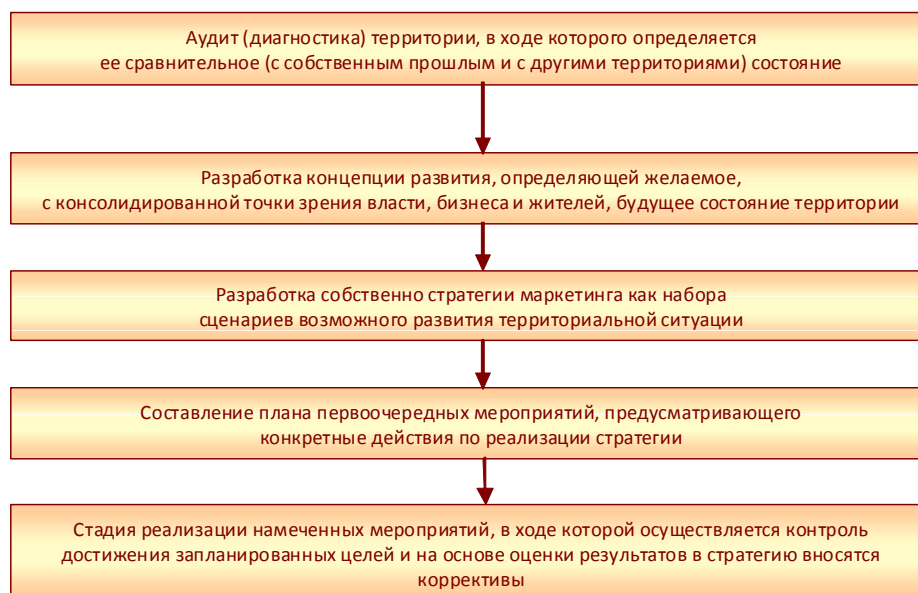 Аудит (диагностика) территории, в ходе которого определяется
ее сравнительное (с собственным прошлым и с другими территориями) состояние
Разработка концепции развития, определяющей желаемое,
с консолидированной точки зрения власти, бизнеса и жителей, будущее состояние территории
Разработка собственно стратегии маркетинга как набора
сценариев возможного развития территориальной ситуации
Составление плана первоочередных мероприятий, предусматривающего
конкретные действия по реализации стратегии
Стадия реализации намеченных мероприятий, в ходе которой осуществляется контроль
достижения запланированных целей и на основе оценки результатов в стратегию вносятся
коррективы